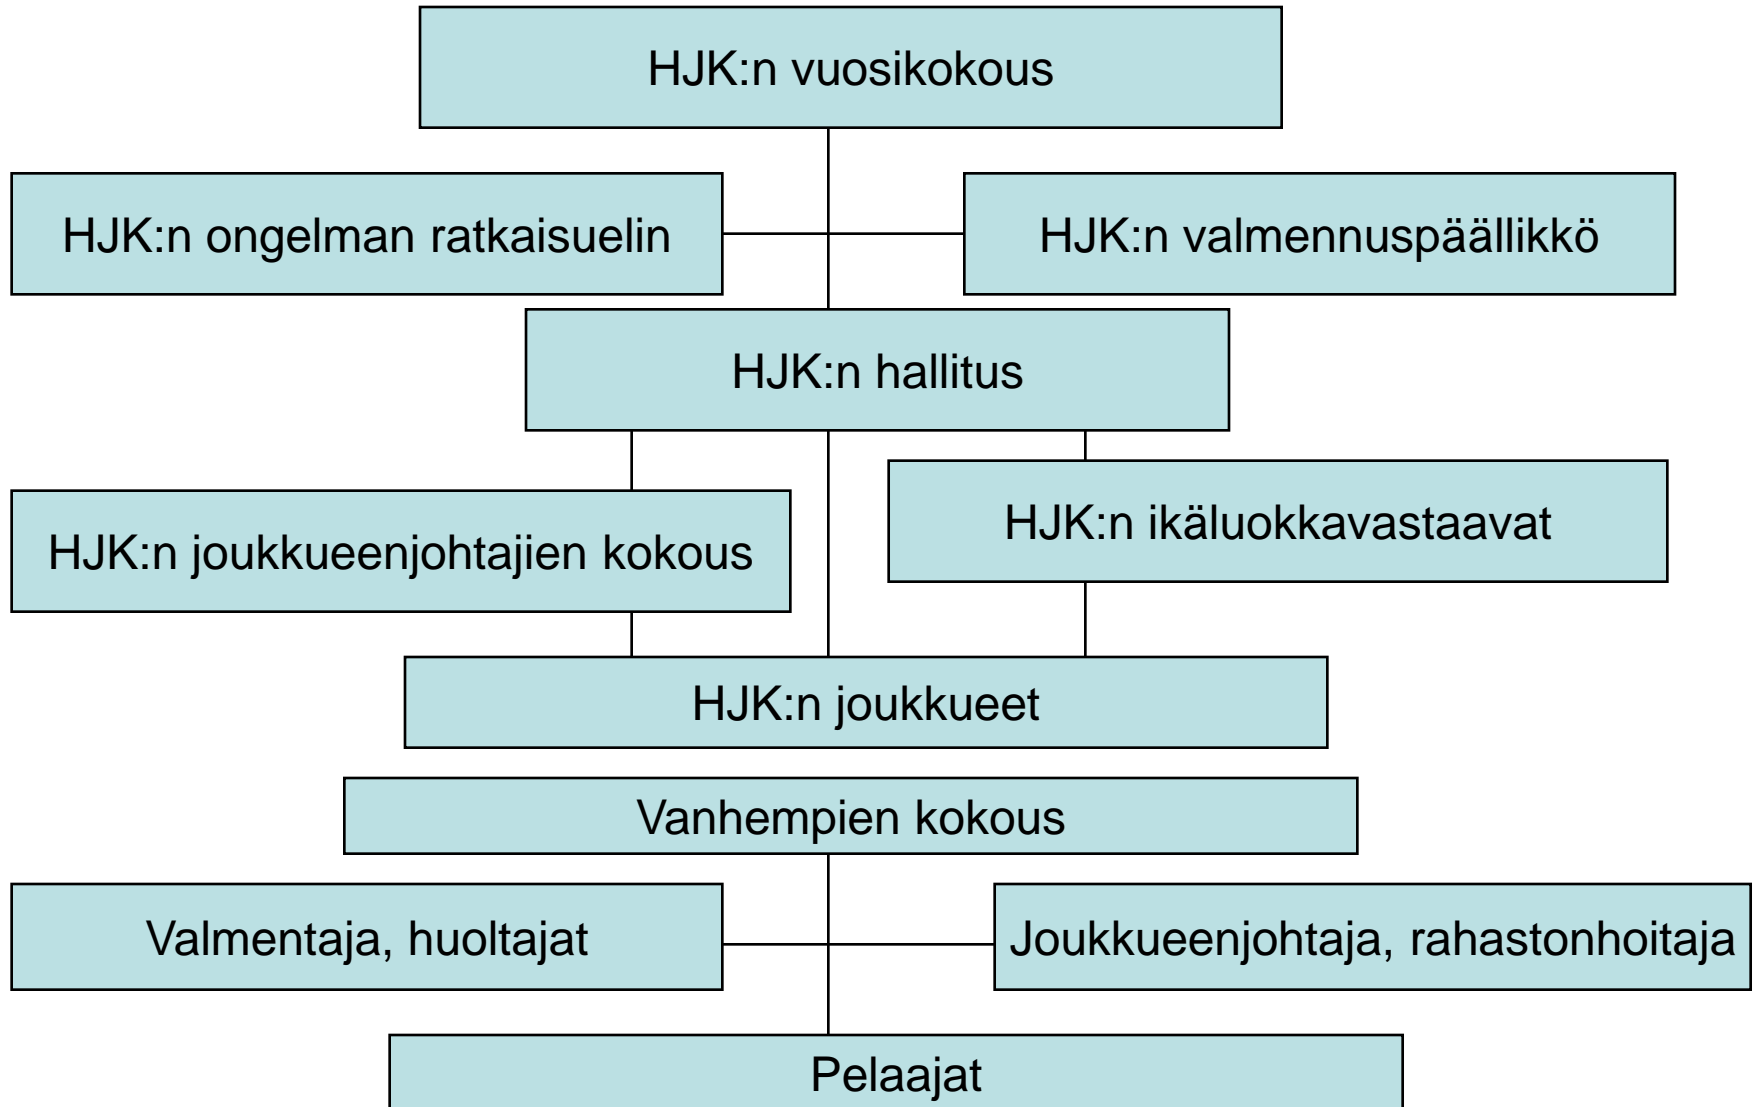 HJK:n vuosikokous
HJK:n ongelman ratkaisuelin
HJK:n valmennuspäällikkö
HJK:n hallitus
HJK:n joukkueenjohtajien kokous
HJK:n ikäluokkavastaavat
HJK:n joukkueet
Vanhempien kokous
Valmentaja, huoltajat
Joukkueenjohtaja, rahastonhoitaja
Pelaajat